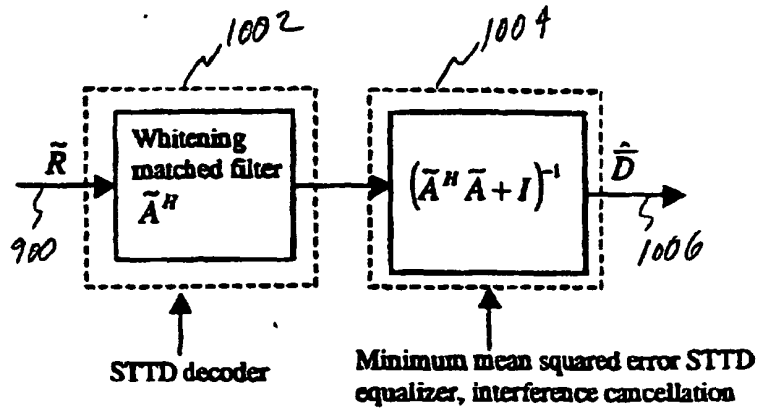 1002
1004
Whitening
matched filter
Ã^H
R̃
(Ã^H Ã + I)^-1
D̃̂
900
1006
STTD decoder
Minimum mean squared error STTD
equalizer, interference cancellation